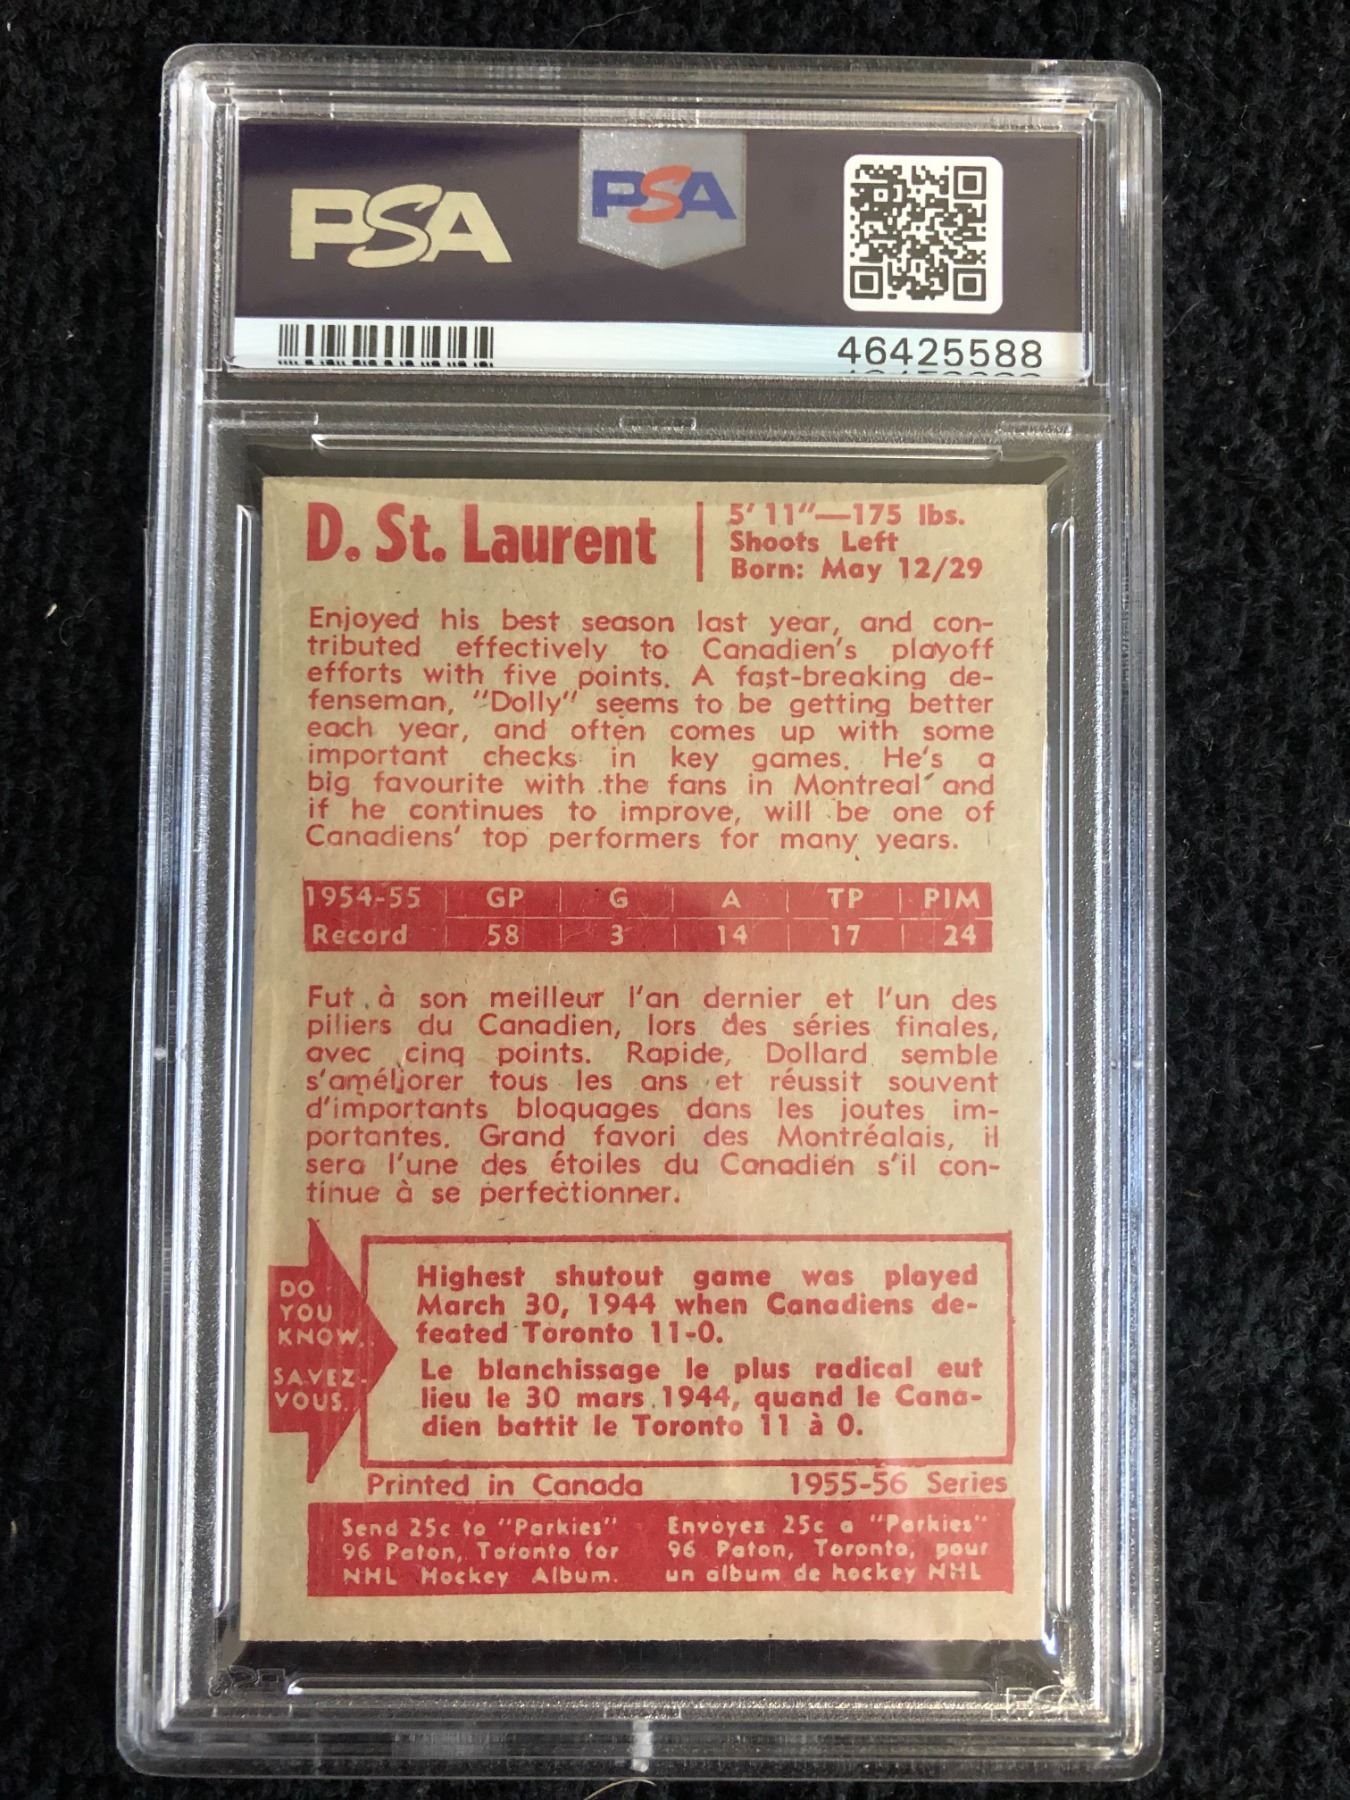 PSA
PSA
46425588
D. St. Laurent
5' 11"—175 lbs.
Shoots Left
Born: May 12/29
Enjoyed his best season last year, and con-
tributed effectively to Canadien's playoff
efforts with five points. A fast-breaking de-
fenseman, "Dolly" seems to be getting better
each year, and often comes up with some
important checks in key games. He's a
big favourite with the fans in Montreal and
if he continues to improve, will be one of
Canadiens' top performers for many years.
1954-55 GP G A TP PIM
Record 58 3 14 17 24
Fut à son meilleur l'an dernier et l'un des
piliers du Canadien, lors des séries finales,
avec cinq points. Rapide, Dollard semble
s'améljorer tous les ans et réussit souvent
d'importants bloquages dans les joutes im-
portantes. Grand favori des Montréalais, il
sera l'une des étoiles du Canadien s'il con-
tinue à se perfectionner.
DO
YOU
KNOW.
SAVEZ-
VOUS.
Highest shutout game was played
March 30, 1944 when Canadiens de-
feated Toronto 11-0.
Le blanchissage le plus radical eut
lieu le 30 mars 1944, quand le Cana-
dien battit le Toronto 11 à 0.
Printed in Canada 1955-56 Series
Send 25c to "Parkies"
96 Paton, Toronto for
NHL Hockey Album.
Envoyez 25c a "Parkies"
96 Paton, Toronto, pour
un album de hockey NHL
PSA